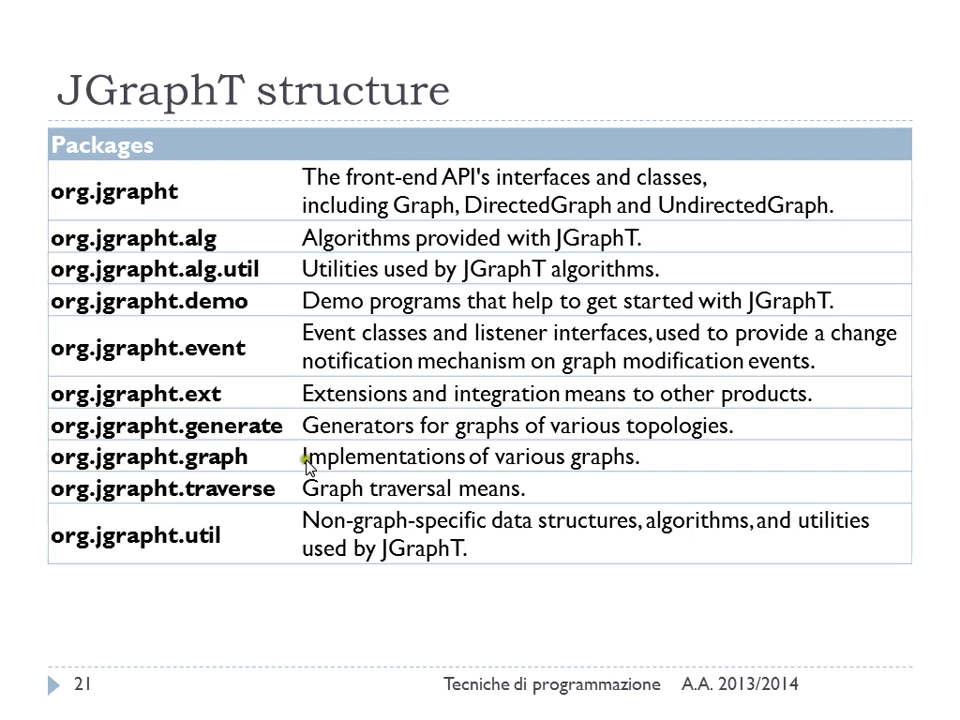 JGraphT structure
Packages
org.jgrapht
The front-end API's interfaces and classes,
including Graph, DirectedGraph and UndirectedGraph.
org.jgrapht.alg
Algorithms provided with JGraphT.
org.jgrapht.alg.util
Utilities used by JGraphT algorithms.
org.jgrapht.demo
Demo programs that help to get started with JGraphT.
org.jgrapht.event
Event classes and listener interfaces, used to provide a change
notification mechanism on graph modification events.
org.jgrapht.ext
Extensions and integration means to other products.
org.jgrapht.generate
Generators for graphs of various topologies.
org.jgrapht.graph
Implementations of various graphs.
org.jgrapht.traverse
Graph traversal means.
org.jgrapht.util
Non-graph-specific data structures, algorithms, and utilities
used by JGraphT.
21
Tecniche di programmazione
A.A. 2013/2014